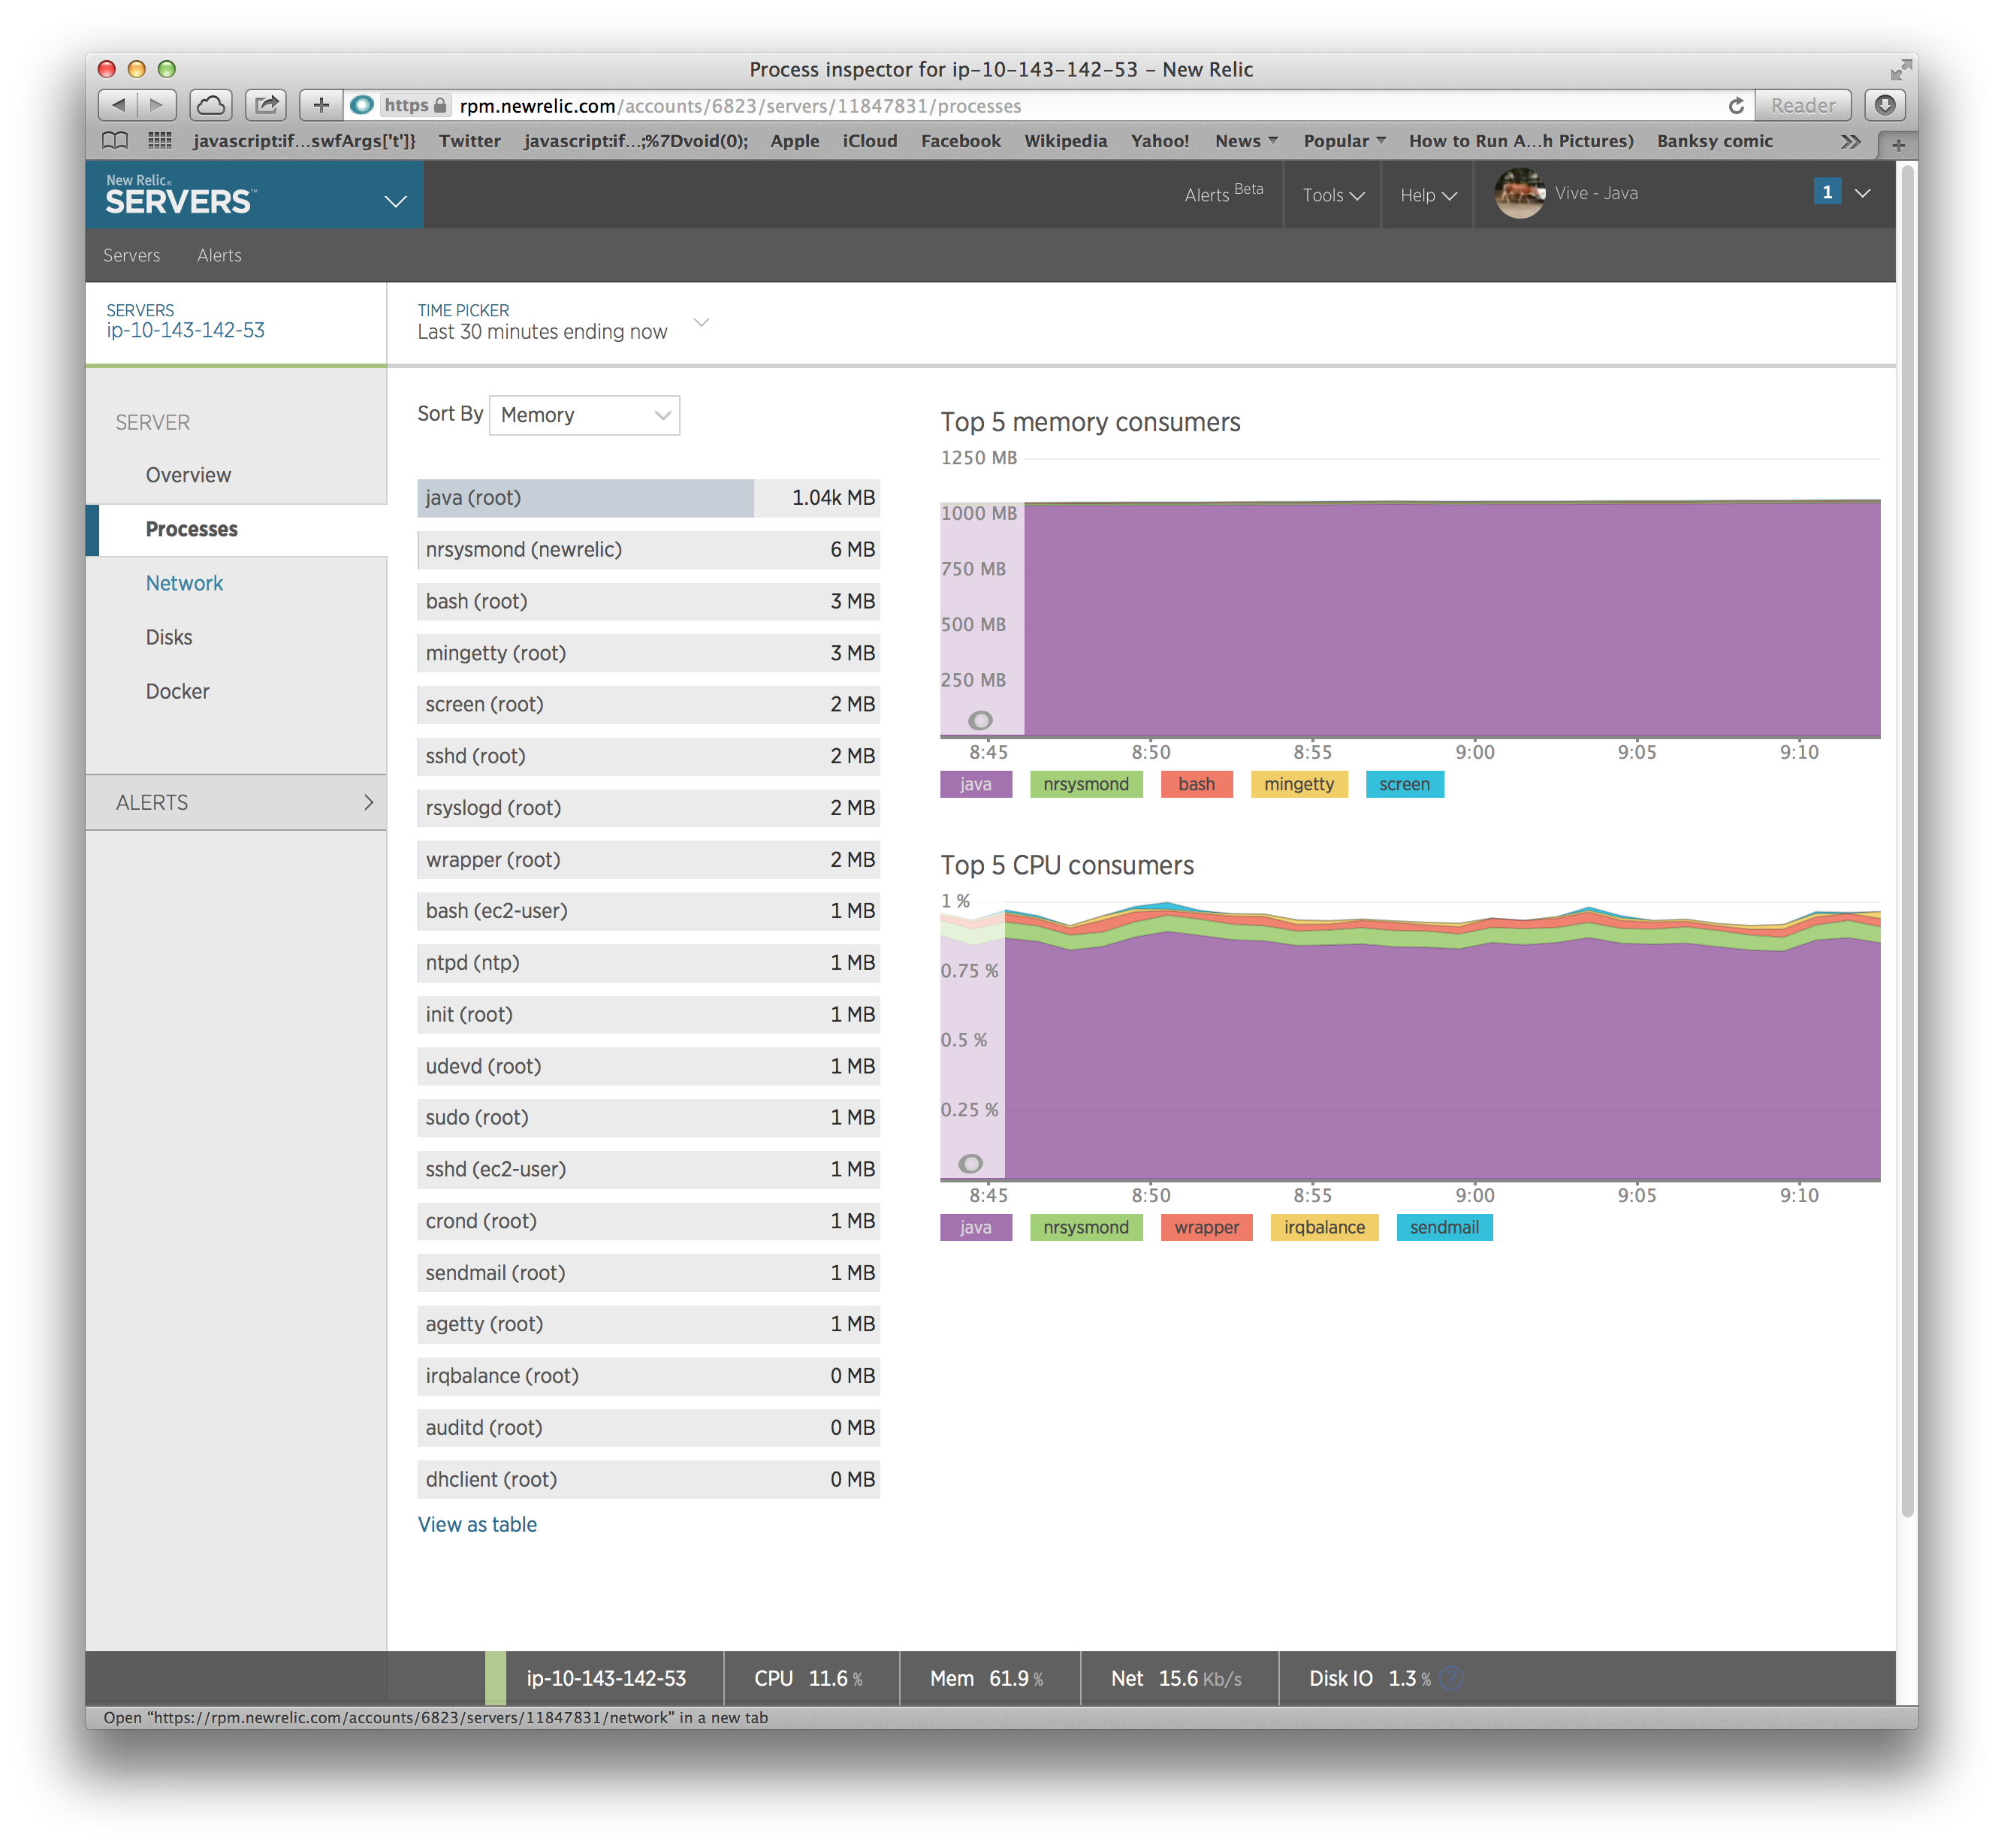 Process inspector for ip-10-143-142-53 – New Relic
https rpm.newrelic.com/accounts/6823/servers/11847831/processes Reader
javascript:if...swfArgs['t']} Twitter javascript:if...;%7Dvoid(0); Apple iCloud Facebook Wikipedia Yahoo! News Popular How to Run A...h Pictures) Banksy comic
New Relic®
SERVERS™
Alerts Beta Tools Help Vive - Java 1
Servers Alerts
SERVERS
ip-10-143-142-53
TIME PICKER
Last 30 minutes ending now
SERVER
Overview
Processes
Network
Disks
Docker
ALERTS
Sort By Memory
java (root) 1.04k MB
nrsysmond (newrelic) 6 MB
bash (root) 3 MB
mingetty (root) 3 MB
screen (root) 2 MB
sshd (root) 2 MB
rsyslogd (root) 2 MB
wrapper (root) 2 MB
bash (ec2-user) 1 MB
ntpd (ntp) 1 MB
init (root) 1 MB
udevd (root) 1 MB
sudo (root) 1 MB
sshd (ec2-user) 1 MB
crond (root) 1 MB
sendmail (root) 1 MB
agetty (root) 1 MB
irqbalance (root) 0 MB
auditd (root) 0 MB
dhclient (root) 0 MB
View as table
Top 5 memory consumers
1250 MB
1000 MB
750 MB
500 MB
250 MB
8:45 8:50 8:55 9:00 9:05 9:10
java nrsysmond bash mingetty screen
Top 5 CPU consumers
1 %
0.75 %
0.5 %
0.25 %
8:45 8:50 8:55 9:00 9:05 9:10
java nrsysmond wrapper irqbalance sendmail
ip-10-143-142-53 CPU 11.6 % Mem 61.9 % Net 15.6 Kb/s Disk IO 1.3 % ?
Open "https://rpm.newrelic.com/accounts/6823/servers/11847831/network" in a new tab